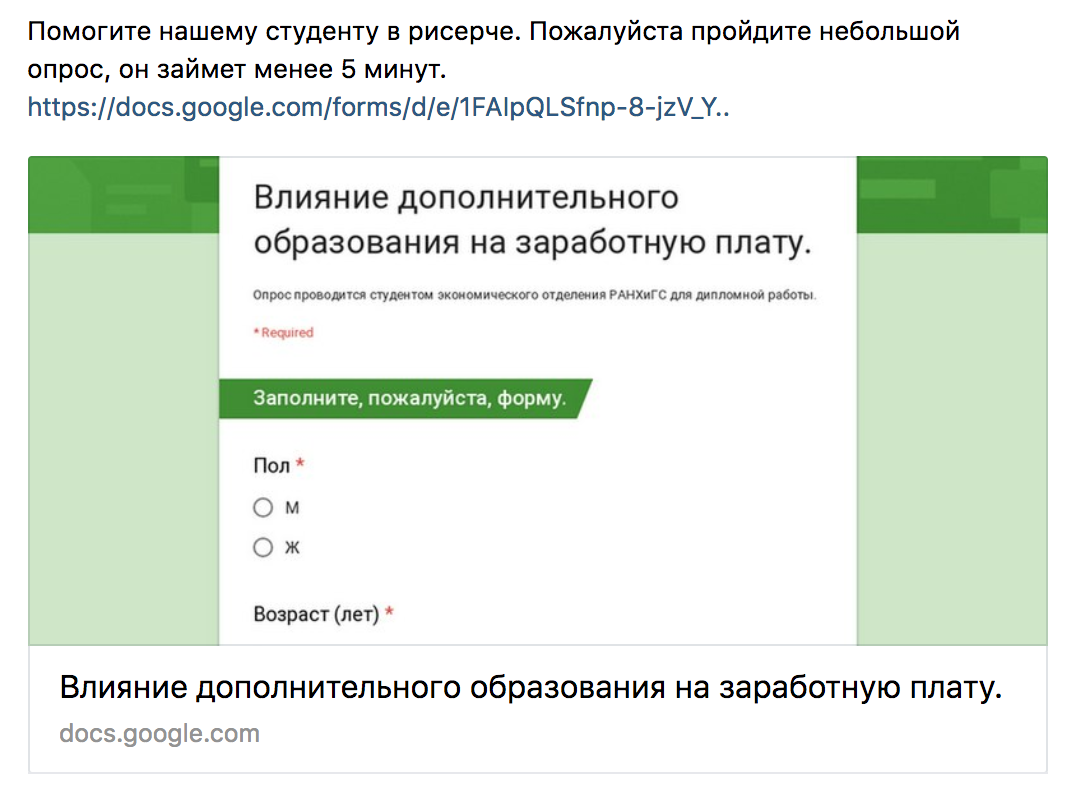 Помогите нашему студенту в рисерче. Пожалуйста пройдите небольшой
опрос, он займет менее 5 минут.
https://docs.google.com/forms/d/e/1FAIpQLSfnp-8-jzV_Y..
Влияние дополнительного
образования на заработную плату.
Опрос проводится студентом экономического отделения РАНХиГС для дипломной работы.
* Required
Заполните, пожалуйста, форму.
Пол *
М
Ж
Возраст (лет) *
Влияние дополнительного образования на заработную плату.
docs.google.com